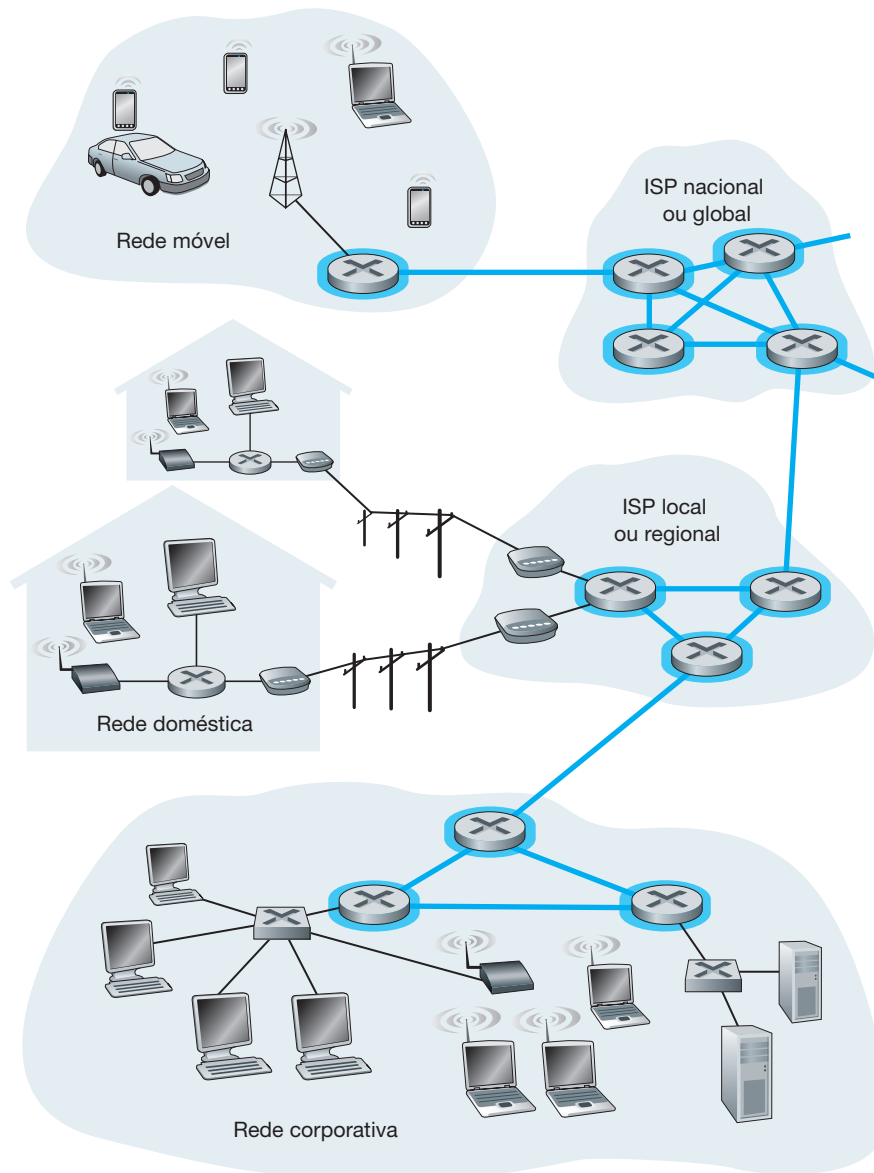 Rede móvel
ISP nacional
ou global
ISP local
ou regional
Rede doméstica
Rede corporativa